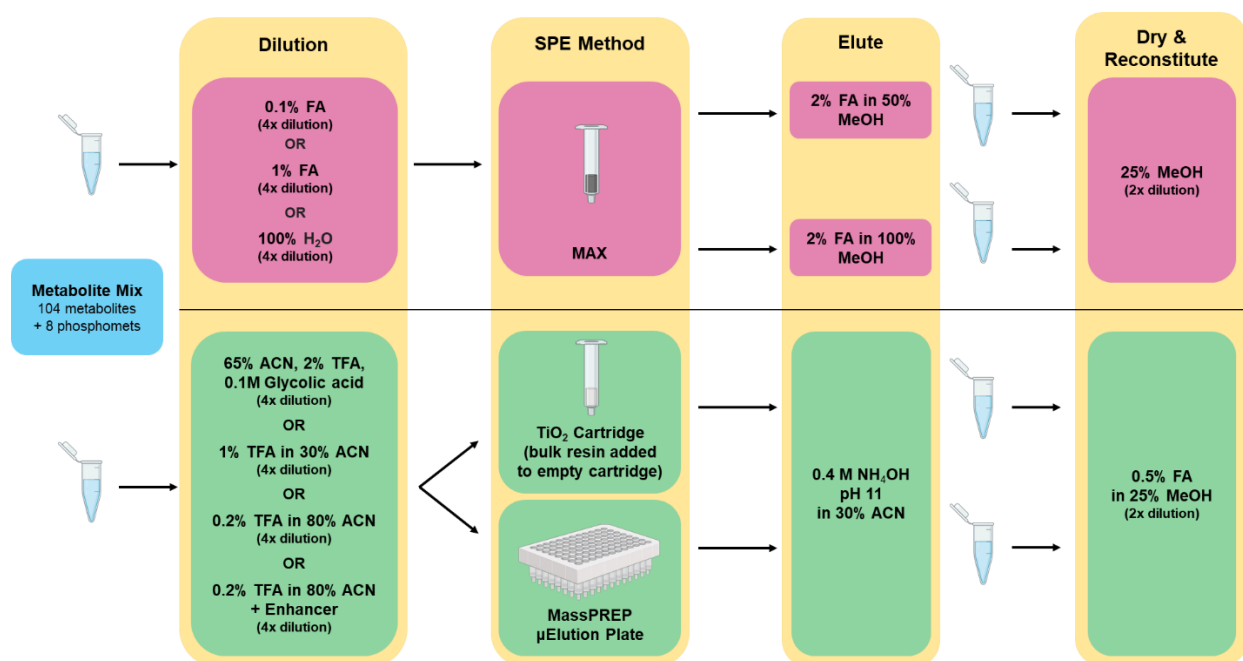 Dilution
SPE Method
Elute
Dry &
Reconstitute
0.1% FA
(4x dilution)
OR
1% FA
(4x dilution)
OR
100% H₂O
(4x dilution)
MAX
2% FA in 50%
MeOH
2% FA in 100%
MeOH
25% MeOH
(2x dilution)
Metabolite Mix
104 metabolites
+ 8 phosphomets
65% ACN, 2% TFA,
0.1M Glycolic acid
(4x dilution)
OR
1% TFA in 30% ACN
(4x dilution)
OR
0.2% TFA in 80% ACN
(4x dilution)
OR
0.2% TFA in 80% ACN
+ Enhancer
(4x dilution)
TiO₂ Cartridge
(bulk resin added
to empty cartridge)
MassPREP
µElution Plate
0.4 M NH₄OH
pH 11
in 30% ACN
0.5% FA
in 25% MeOH
(2x dilution)